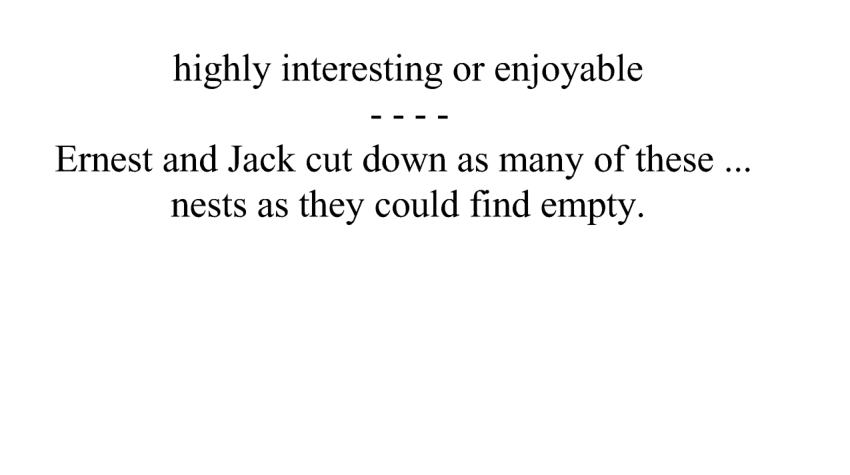 highly interesting or enjoyable
- - - -
Ernest and Jack cut down as many of these ...
nests as they could find empty.